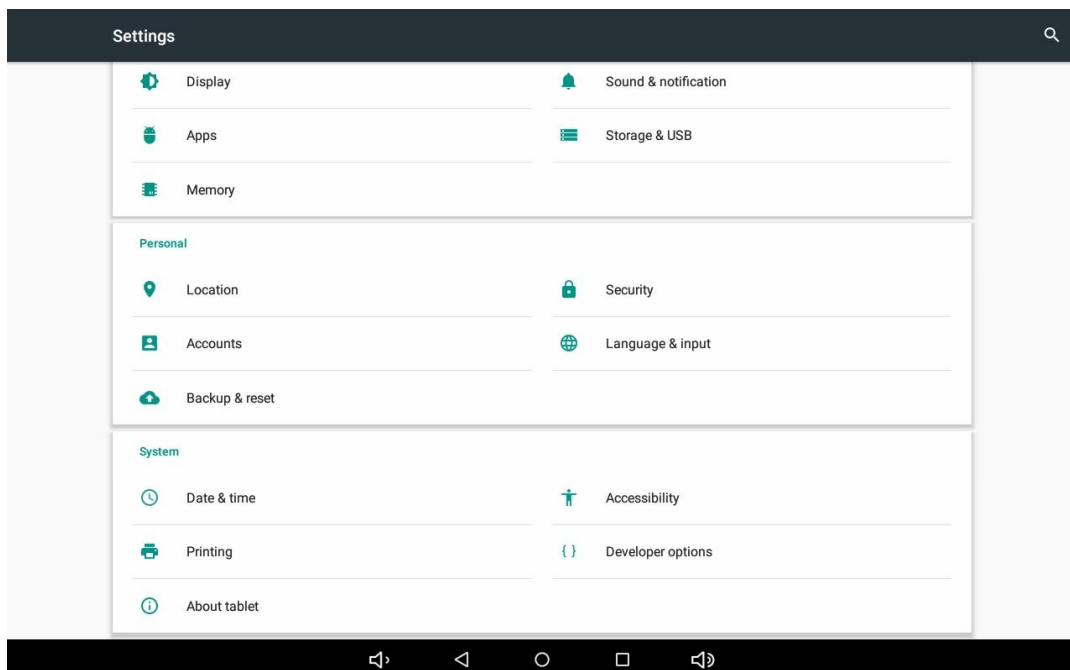 Settings
Display
Sound & notification
Apps
Storage & USB
Memory
Personal
Location
Security
Accounts
Language & input
Backup & reset
System
Date & time
Accessibility
Printing
{ } Developer options
About tablet